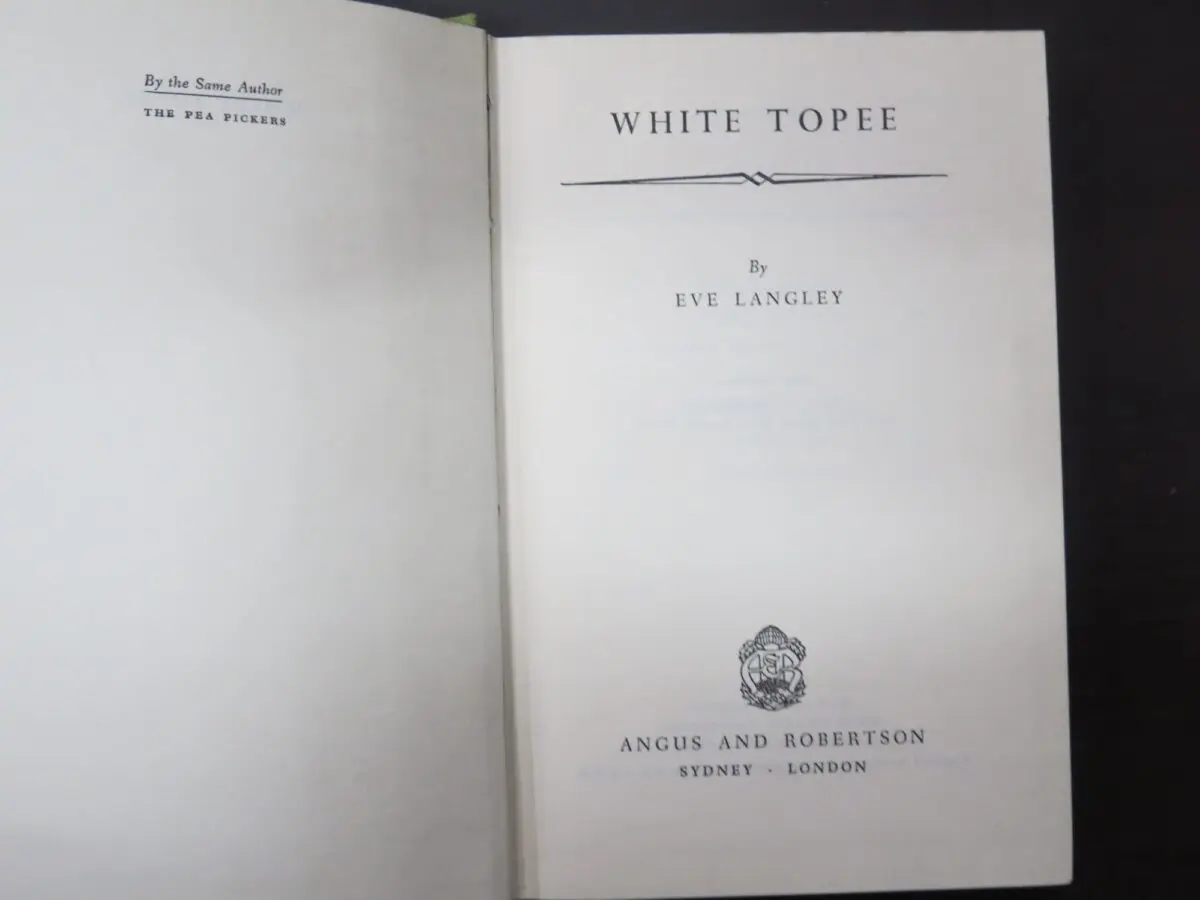 By the Same Author
THE PEA PICKERS
WHITE TOPEE
By
EVE LANGLEY
A&R
ANGUS AND ROBERTSON
SYDNEY · LONDON